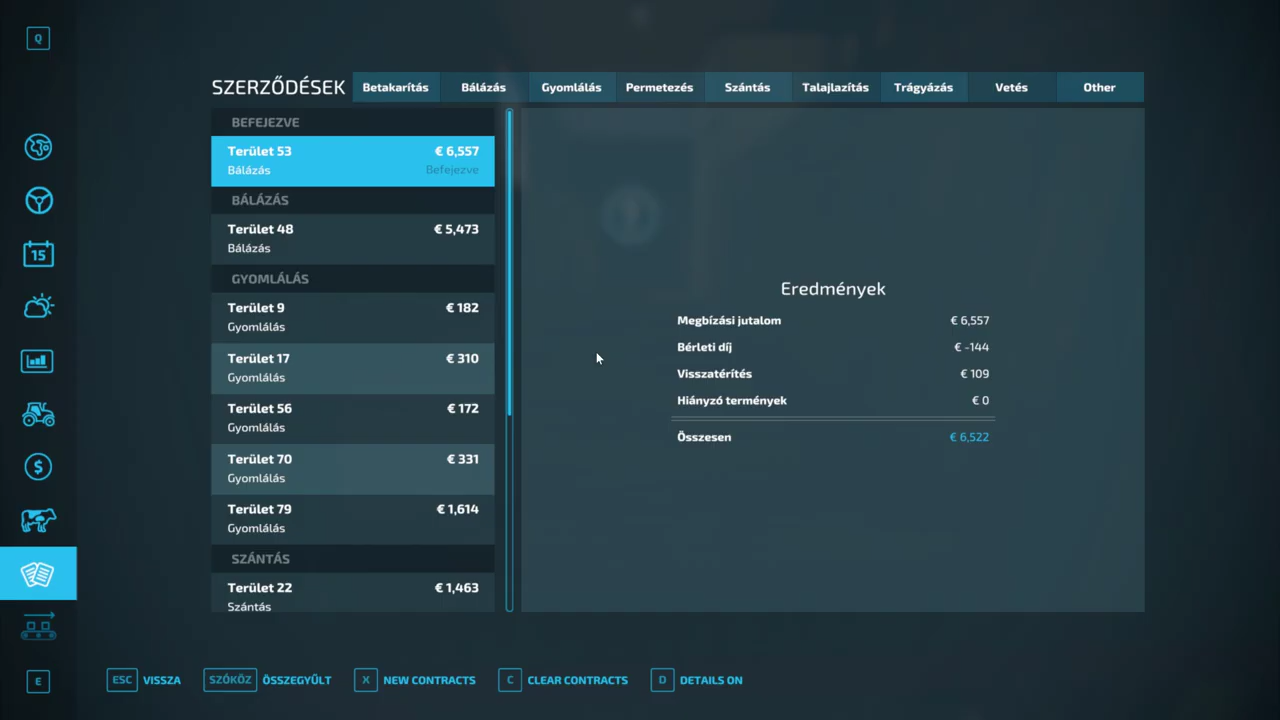 Q
SZERZŐDÉSEK
Betakarítás
Bálázás
Gyomlálás
Permetezés
Szántás
Talajlazítás
Trágyázás
Vetés
Other
BEFEJEZVE
Terület 53 € 6,557
Bálázás Befejezve
BÁLÁZÁS
Terület 48 € 5,473
Bálázás
GYOMLÁLÁS
Terület 9 € 182
Gyomlálás
Terület 17 € 310
Gyomlálás
Terület 56 € 172
Gyomlálás
Terület 70 € 331
Gyomlálás
Terület 79 € 1,614
Gyomlálás
SZÁNTÁS
Terület 22 € 1,463
Szántás
Eredmények
Megbízási jutalom € 6,557
Bérleti díj € -144
Visszatérítés € 109
Hiányzó termények € 0
Összesen € 6,522
15
$
E
ESC VISSZA
SZÓKÖZ ÖSSZEGYŰLT
X NEW CONTRACTS
C CLEAR CONTRACTS
D DETAILS ON